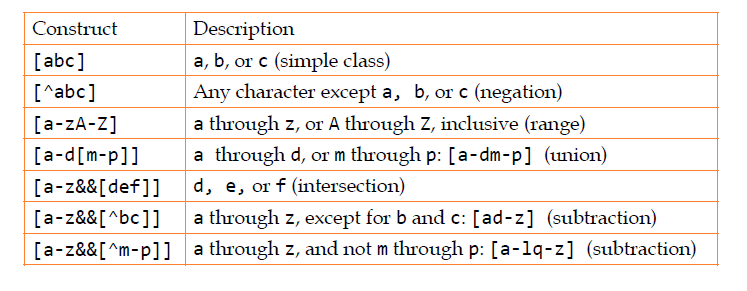 Construct Description
[abc] a, b, or c (simple class)
[^abc] Any character except a, b, or c (negation)
[a-zA-Z] a through z, or A through Z, inclusive (range)
[a-d[m-p]] a through d, or m through p: [a-dm-p] (union)
[a-z&&[def]] d, e, or f (intersection)
[a-z&&[^bc]] a through z, except for b and c: [ad-z] (subtraction)
[a-z&&[^m-p]] a through z, and not m through p: [a-lq-z] (subtraction)